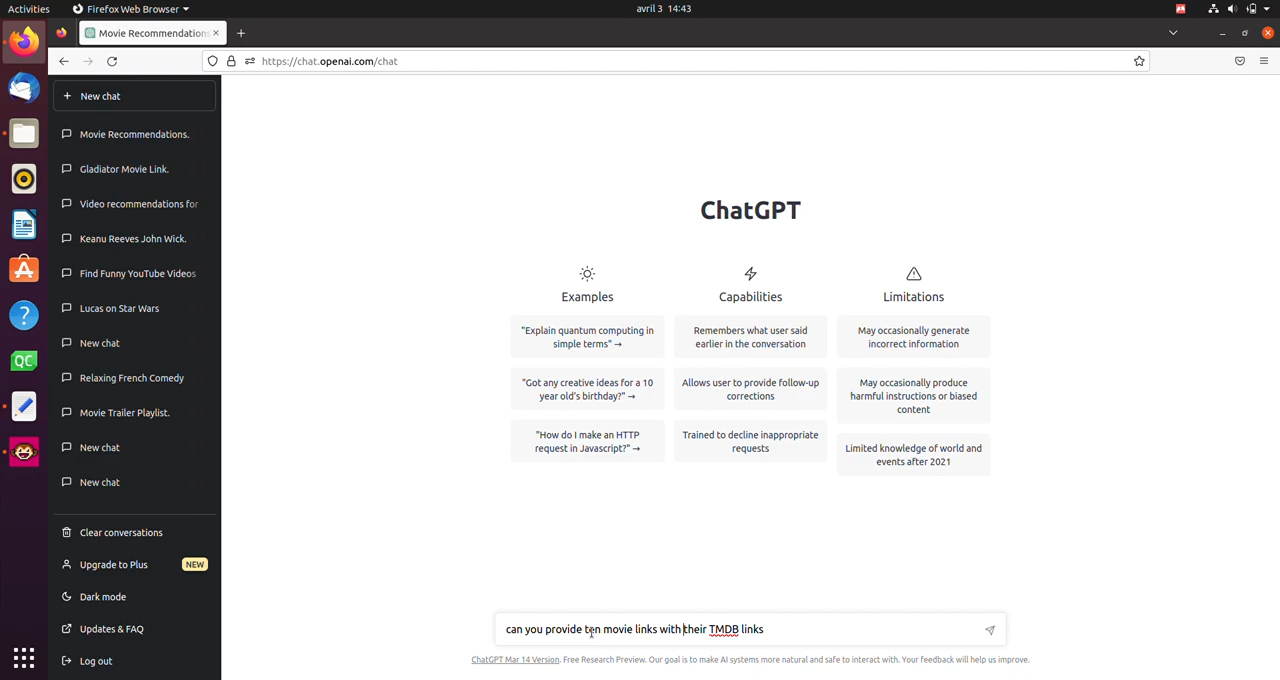 Activities
Firefox Web Browser
avril 3 14:43
Movie Recommendations
https://chat.openai.com/chat
New chat
Movie Recommendations.
Gladiator Movie Link.
Video recommendations for
Keanu Reeves John Wick.
Find Funny YouTube Videos
Lucas on Star Wars
New chat
Relaxing French Comedy
Movie Trailer Playlist.
New chat
New chat
Clear conversations
Upgrade to Plus
NEW
Dark mode
Updates & FAQ
Log out
ChatGPT
Examples
"Explain quantum computing in
simple terms" →
"Got any creative ideas for a 10
year old's birthday?" →
"How do I make an HTTP
request in Javascript?" →
Capabilities
Remembers what user said
earlier in the conversation
Allows user to provide follow-up
corrections
Trained to decline inappropriate
requests
Limitations
May occasionally generate
incorrect information
May occasionally produce
harmful instructions or biased
content
Limited knowledge of world and
events after 2021
can you provide ten movie links with their TMDB links
ChatGPT Mar 14 Version. Free Research Preview. Our goal is to make AI systems more natural and safe to interact with. Your feedback will help us improve.
QC